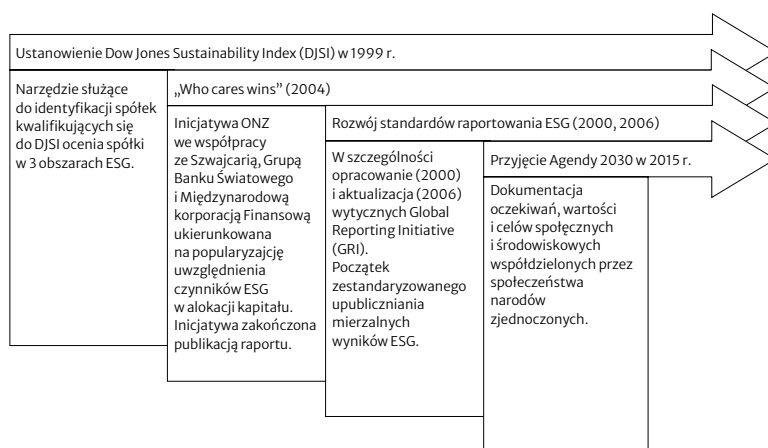 Ustanowienie Dow Jones Sustainability Index (DJSI) w 1999 r.
Narzędzie służące
do identyfikacji spółek
kwalifikujących się
do DJSI ocenia spółki
w 3 obszarach ESG.
„Who cares wins” (2004)
Inicjatywa ONZ
we współpracy
ze Szwajcarią, Grupą
Banku Światowego
i Międzynarodową
korporacją Finansową
ukierunkowana
na popularyzajcję
uwzględnienia
czynników ESG
w alokacji kapitału.
Inicjatywa zakończona
publikacją raportu.
Rozwój standardów raportowania ESG (2000, 2006)
W szczególności
opracowanie (2000)
i aktualizacja (2006)
wytycznych Global
Reporting Initiative
(GRI).
Początek
zestandaryzowanego
upubliczniania
mierzalnych
wyników ESG.
Przyjęcie Agendy 2030 w 2015 r.
Dokumentacja
oczekiwań, wartości
i celów społęcznych
i środowiskowych
współdzielonych przez
społeczeństwa
narodów
zjednoczonych.